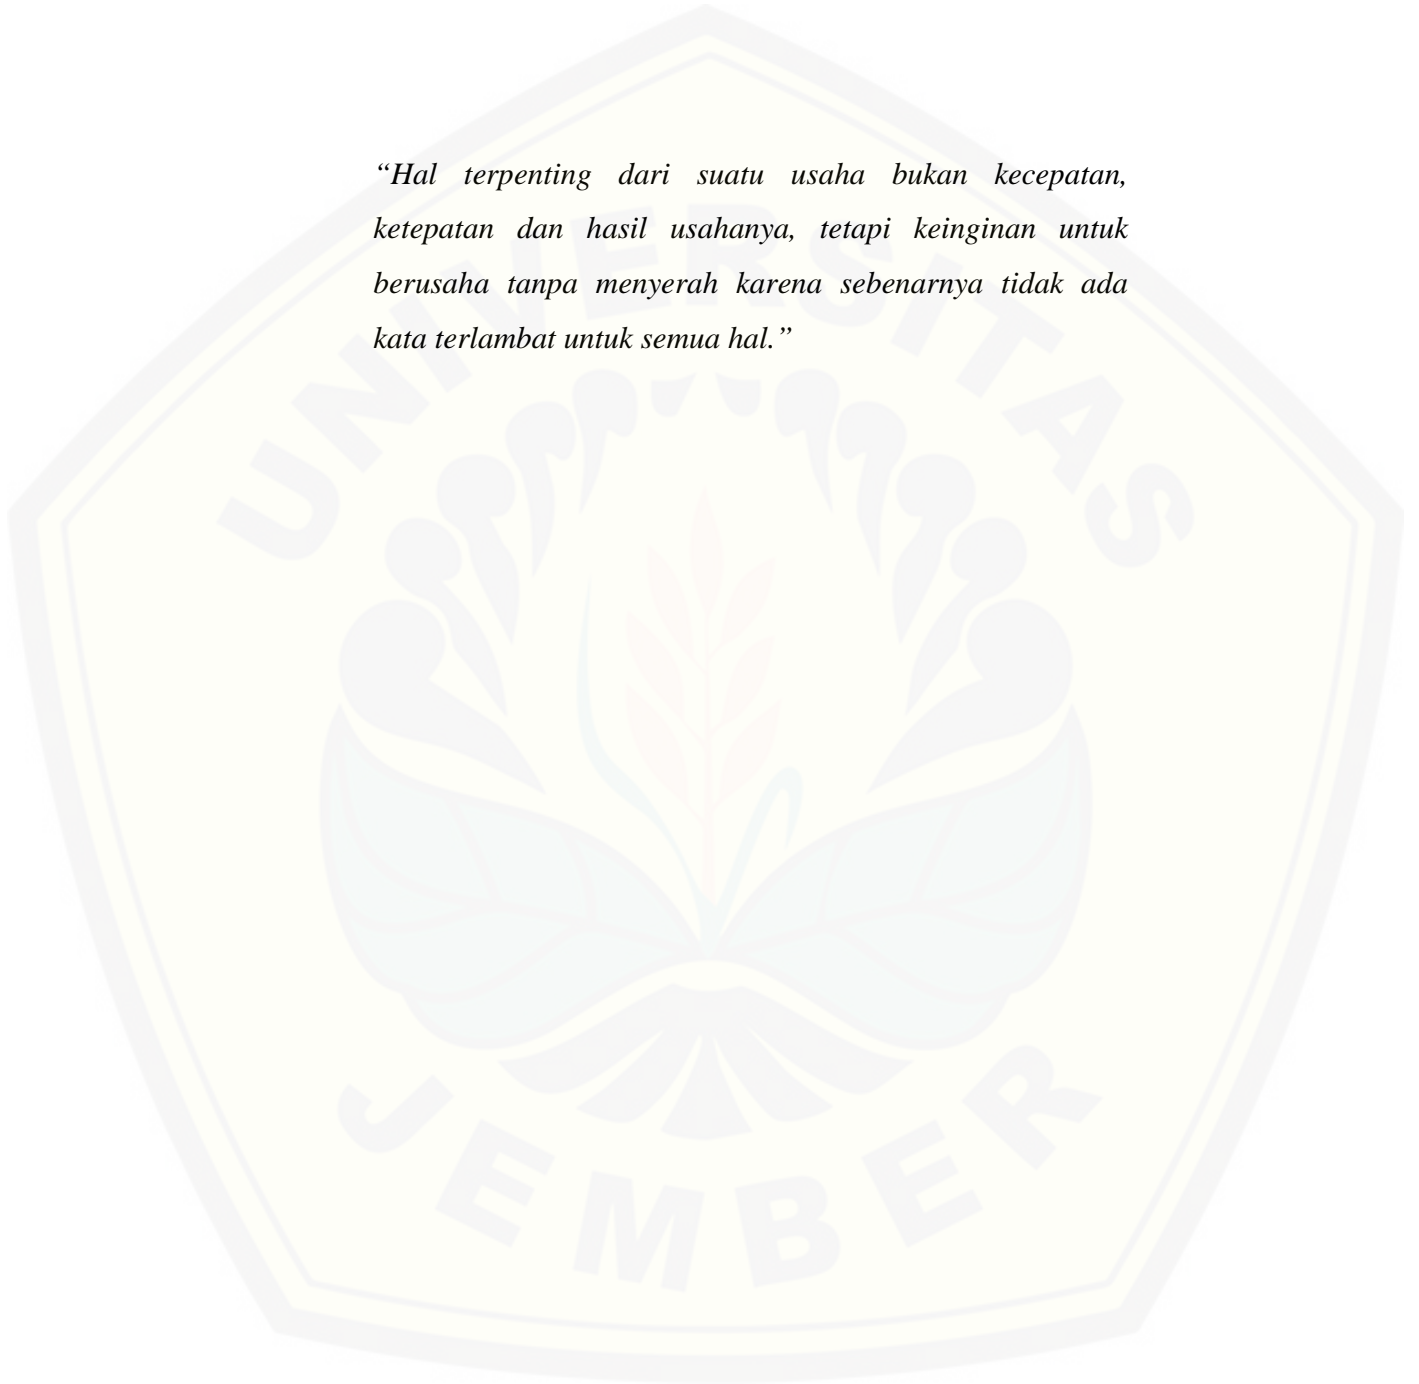 “Hal terpenting dari suatu usaha bukan kecepatan,
ketepatan dan hasil usahanya, tetapi keinginan untuk
berusaha tanpa menyerah karena sebenarnya tidak ada
kata terlambat untuk semua hal.”
UNIVERSITAS
JEMBER